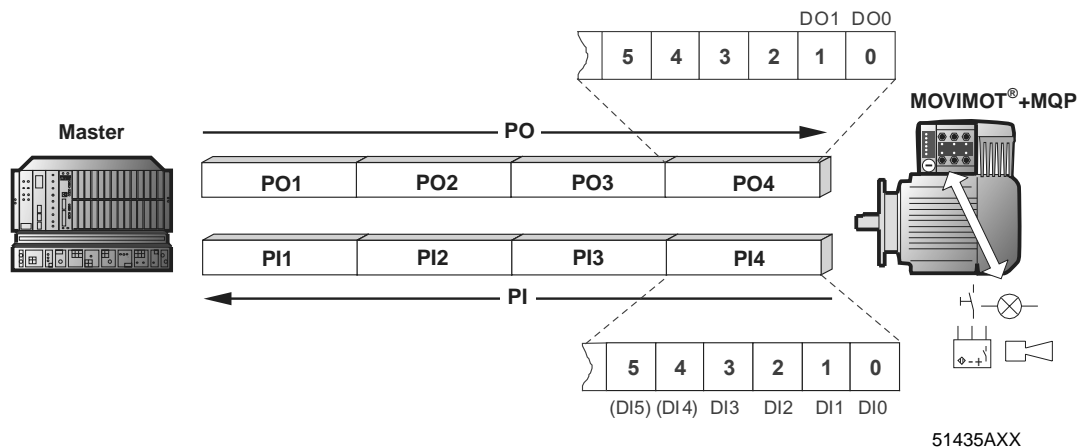 DO1 DO0
5 4 3 2 1 0
MOVIMOT®+MQP
Master
PO
PO1 PO2 PO3 PO4
PI1 PI2 PI3 PI4
PI
5 4 3 2 1 0
(DI5) (DI4) DI3 DI2 DI1 DI0
51435AXX